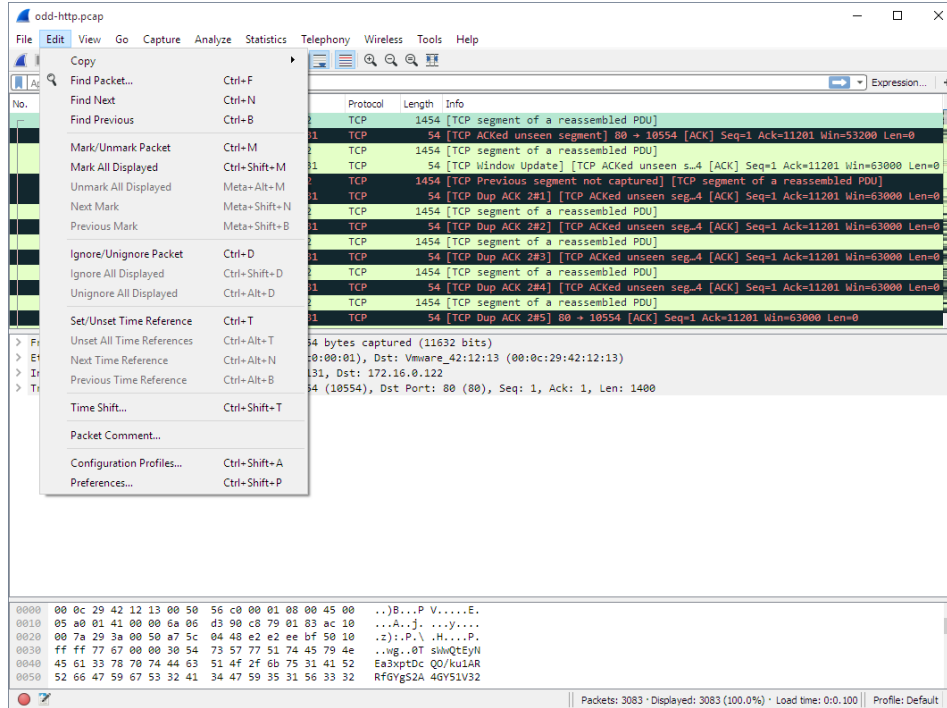 odd-http.pcap
File Edit View Go Capture Analyze Statistics Telephony Wireless Tools Help
Expression...
Copy
Find Packet... Ctrl+F
Find Next Ctrl+N
Find Previous Ctrl+B
Mark/Unmark Packet Ctrl+M
Mark All Displayed Ctrl+Shift+M
Unmark All Displayed Meta+Alt+M
Next Mark Meta+Shift+N
Previous Mark Meta+Shift+B
Ignore/Unignore Packet Ctrl+D
Ignore All Displayed Ctrl+Shift+D
Unignore All Displayed Ctrl+Alt+D
Set/Unset Time Reference Ctrl+T
Unset All Time References Ctrl+Alt+T
Next Time Reference Ctrl+Alt+N
Previous Time Reference Ctrl+Alt+B
Time Shift... Ctrl+Shift+T
Packet Comment...
Configuration Profiles... Ctrl+Shift+A
Preferences... Ctrl+Shift+P
No. Protocol Length Info
TCP 1454 [TCP segment of a reassembled PDU]
31 TCP 54 [TCP ACKed unseen segment] 80 → 10554 [ACK] Seq=1 Ack=11201 Win=53200 Len=0
TCP 1454 [TCP segment of a reassembled PDU]
31 TCP 54 [TCP Window Update] [TCP ACKed unseen s…4 [ACK] Seq=1 Ack=11201 Win=63000 Len=0
TCP 1454 [TCP Previous segment not captured] [TCP segment of a reassembled PDU]
31 TCP 54 [TCP Dup ACK 2#1] [TCP ACKed unseen seg…4 [ACK] Seq=1 Ack=11201 Win=63000 Len=0
TCP 1454 [TCP segment of a reassembled PDU]
31 TCP 54 [TCP Dup ACK 2#2] [TCP ACKed unseen seg…4 [ACK] Seq=1 Ack=11201 Win=63000 Len=0
TCP 1454 [TCP segment of a reassembled PDU]
31 TCP 54 [TCP Dup ACK 2#3] [TCP ACKed unseen seg…4 [ACK] Seq=1 Ack=11201 Win=63000 Len=0
TCP 1454 [TCP segment of a reassembled PDU]
31 TCP 54 [TCP Dup ACK 2#4] [TCP ACKed unseen seg…4 [ACK] Seq=1 Ack=11201 Win=63000 Len=0
TCP 1454 [TCP segment of a reassembled PDU]
31 TCP 54 [TCP Dup ACK 2#5] 80 → 10554 [ACK] Seq=1 Ack=11201 Win=63000 Len=0
54 bytes captured (11632 bits)
:0:00:01), Dst: Vmware_42:12:13 (00:0c:29:42:12:13)
131, Dst: 172.16.0.122
54 (10554), Dst Port: 80 (80), Seq: 1, Ack: 1, Len: 1400
0000 00 0c 29 42 12 13 00 50 56 c0 00 01 08 00 45 00 ..)B...P V.....E.
0010 05 a0 01 41 00 00 6a 06 d3 90 c8 79 01 83 ac 10 ...A..j. ...y....
0020 00 7a 29 3a 00 50 a7 5c 04 48 e2 e2 ee bf 50 10 .z):.P.\ .H....P.
0030 ff ff 77 67 00 00 30 54 73 57 77 51 74 45 79 4e ..wg..0T sWwQtEyN
0040 45 61 33 78 70 74 44 63 51 4f 2f 6b 75 31 41 52 Ea3xptDc QO/ku1AR
0050 52 66 47 59 67 53 32 41 34 47 59 35 31 56 33 32 RfGYgS2A 4GY51V32
Packets: 3083 · Displayed: 3083 (100.0%) · Load time: 0:0.100 Profile: Default